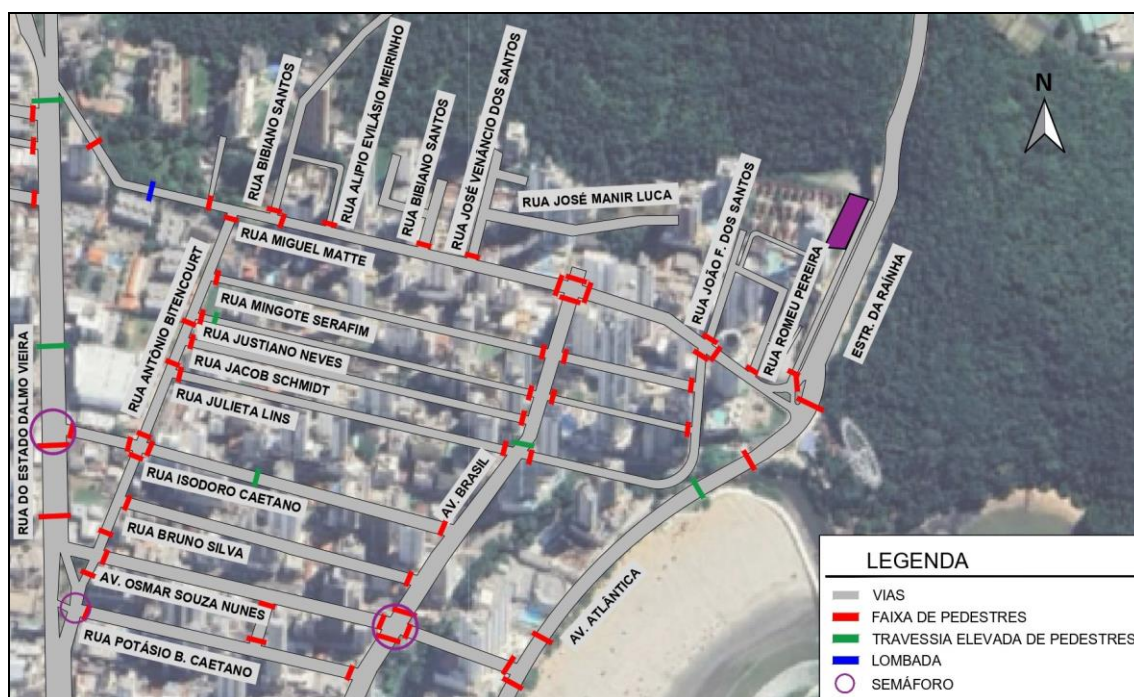 RUA BIBIANO SANTOS
RUA ALIPIO EVILÁSIO MEIRINHO
RUA BIBIANO SANTOS
RUA JOSÉ VENÂNCIO DOS SANTOS
RUA JOSÉ MANIR LUCA
RUA JOÃO F. DOS SANTOS
RUA ROMEU PEREIRA
ESTR. DA RAÍNHA
N
RUA MIGUEL MATTE
RUA ANTÔNIO BITENCOURT
RUA MINGOTE SERAFIM
RUA JUSTIANO NEVES
RUA JACOB SCHMIDT
RUA JULIETA LINS
RUA DO ESTADO DALMO VIEIRA
RUA ISODORO CAETANO
AV. BRASIL
RUA BRUNO SILVA
AV. OSMAR SOUZA NUNES
RUA POTÁSIO B. CAETANO
AV. ATLÂNTICA
LEGENDA
VIAS
FAIXA DE PEDESTRES
TRAVESSIA ELEVADA DE PEDESTRES
LOMBADA
SEMÁFORO